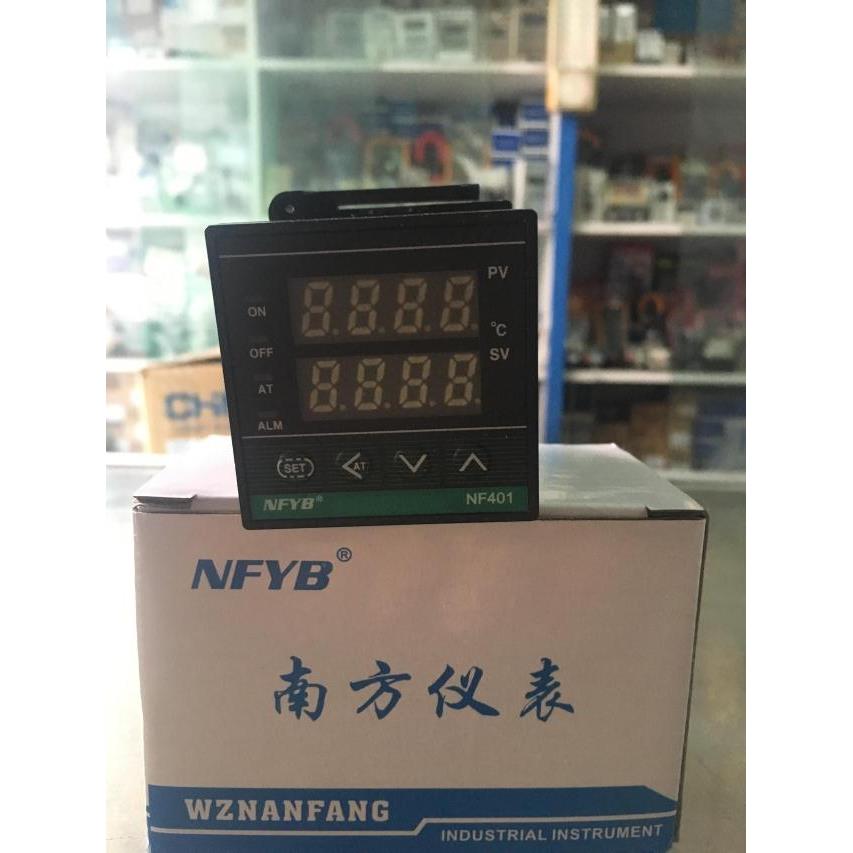 PV
ON
8.8.8.8.
°C
OFF
SV
8.8.8.8.
AT
ALM
SET
AT
NFYB®
NF401
NFYB®
南方仪表
WZNANFANG
INDUSTRIAL INSTRUMENT